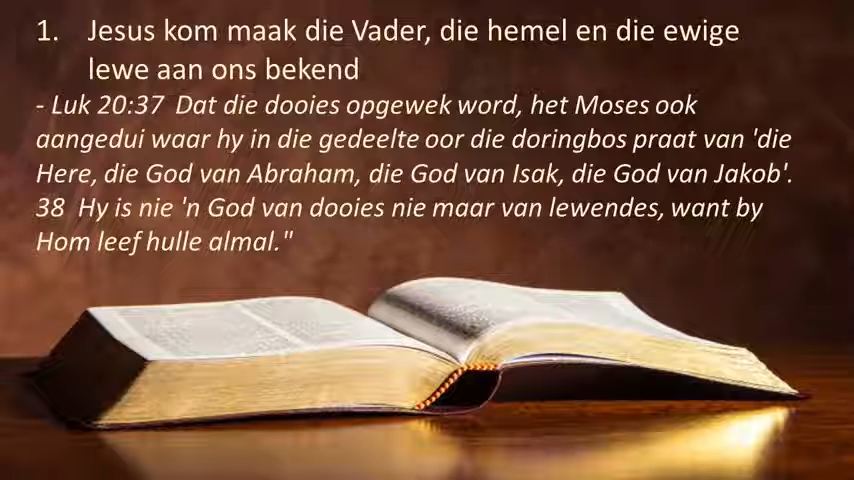 1. Jesus kom maak die Vader, die hemel en die ewige
lewe aan ons bekend
- Luk 20:37 Dat die dooies opgewek word, het Moses ook
aangedui waar hy in die gedeelte oor die doringbos praat van 'die
Here, die God van Abraham, die God van Isak, die God van Jakob'.
38 Hy is nie 'n God van dooies nie maar van lewendes, want by
Hom leef hulle almal."